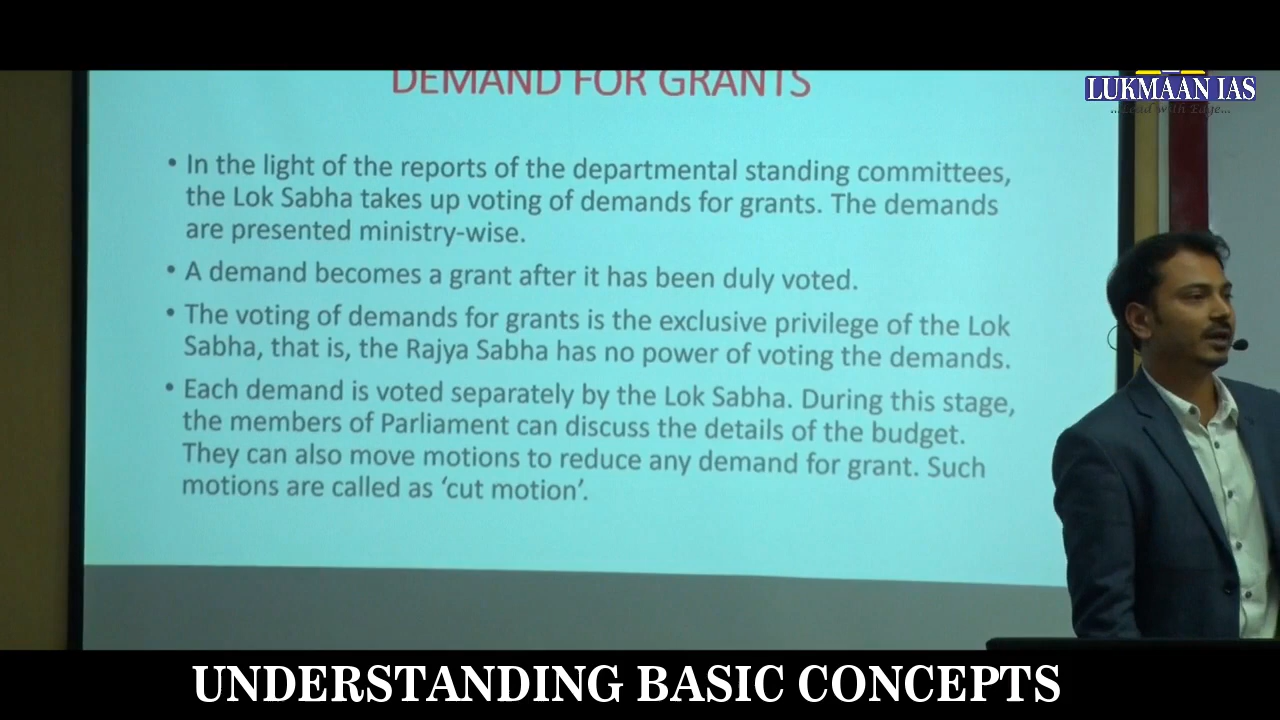 DEMAND FOR GRANTS
LUKMAAN IAS
...Lead with Edge...
• In the light of the reports of the departmental standing committees,
the Lok Sabha takes up voting of demands for grants. The demands
are presented ministry-wise.
• A demand becomes a grant after it has been duly voted.
• The voting of demands for grants is the exclusive privilege of the Lok
Sabha, that is, the Rajya Sabha has no power of voting the demands.
• Each demand is voted separately by the Lok Sabha. During this stage,
the members of Parliament can discuss the details of the budget.
They can also move motions to reduce any demand for grant. Such
motions are called as ‘cut motion’.
UNDERSTANDING BASIC CONCEPTS